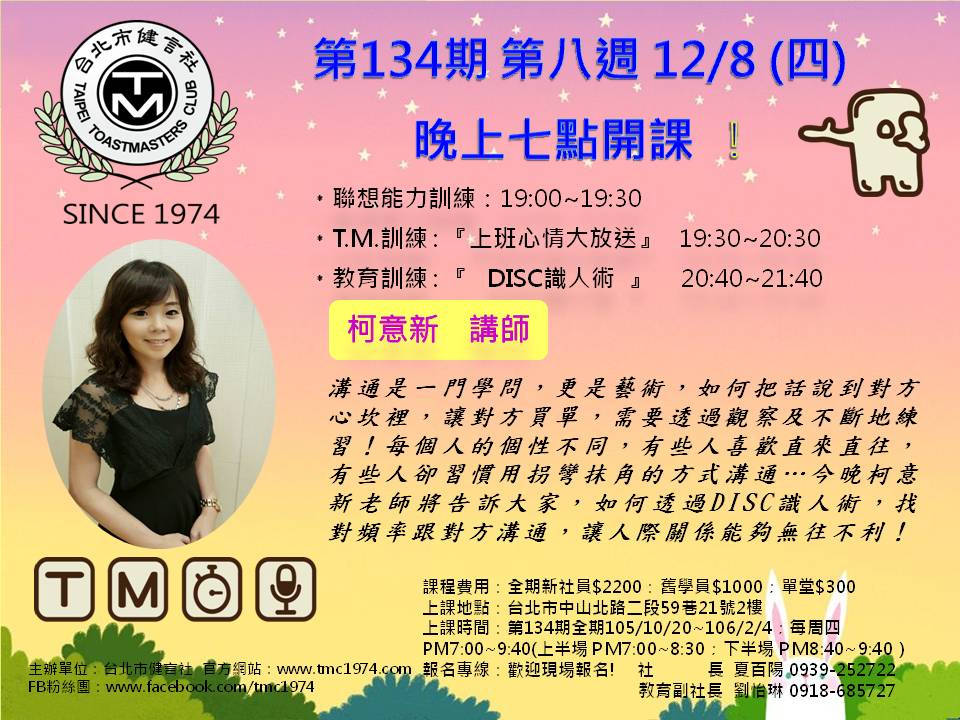 台北市健言社
TM
TAIPEI TOASTMASTERS CLUB
SINCE 1974
第134期 第八週 12/8 (四)
晚上七點開課 !
* 聯想能力訓練：19:00~19:30
* T.M.訓練：『上班心情大放送』 19:30~20:30
* 教育訓練：『 DISC識人術 』 20:40~21:40
柯意新 講師
溝通是一門學問，更是藝術，如何把話說到對方
心坎裡，讓對方買單，需要透過觀察及不斷地練
習！每個人的個性不同，有些人喜歡直來直往，
有些人卻習慣用拐彎抹角的方式溝通…今晚柯意
新老師將告訴大家，如何透過DISC識人術，找
對頻率跟對方溝通，讓人際關係能夠無往不利！
T M
課程費用：全期新社員$2200；舊學員$1000；單堂$300
上課地點：台北市中山北路二段59巷21號2樓
上課時間：第134期全期105/10/20~106/2/4；每周四
PM7:00~9:40(上半場 PM7:00~8:30；下半場 PM8:40~9:40 )
報名專線：歡迎現場報名! 社 長 夏百陽 0939-252722
教育副社長 劉怡琳 0918-685727
主辦單位：台北市健言社 官方網站：www.tmc1974.com
FB粉絲團：www.facebook.com/tmc1974